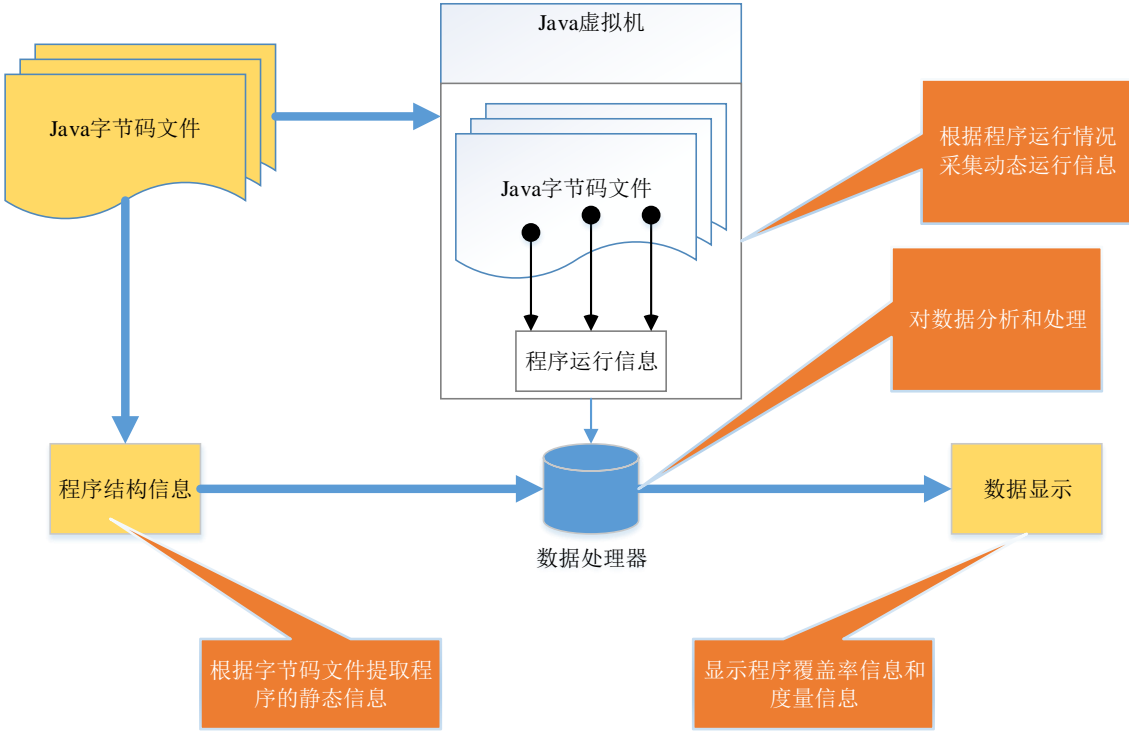 Java虚拟机
Java字节码文件
根据程序运行情况
采集动态运行信息
Java字节码文件
对数据分析和处理
程序运行信息
程序结构信息
数据显示
数据处理器
根据字节码文件提取程
序的静态信息
显示程序覆盖率信息和
度量信息